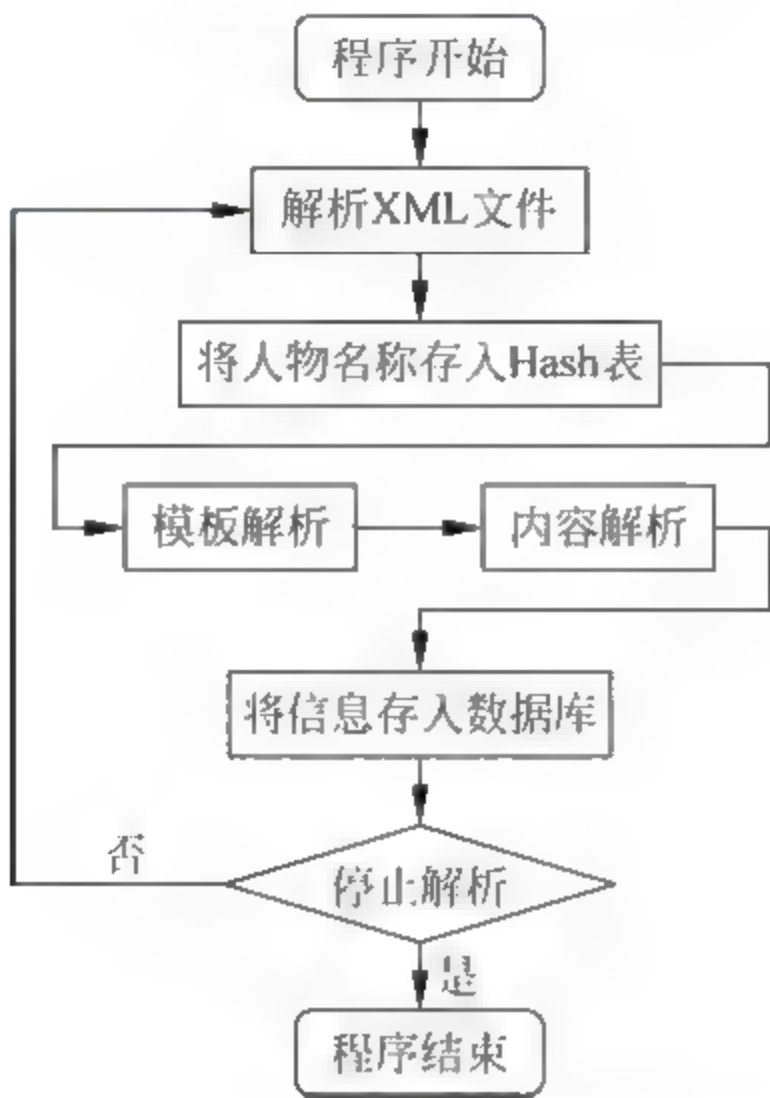 程序开始
解析XML文件
将人物名称存入Hash表
模板解析
内容解析
将信息存入数据库
否
停止解析
是
程序结束